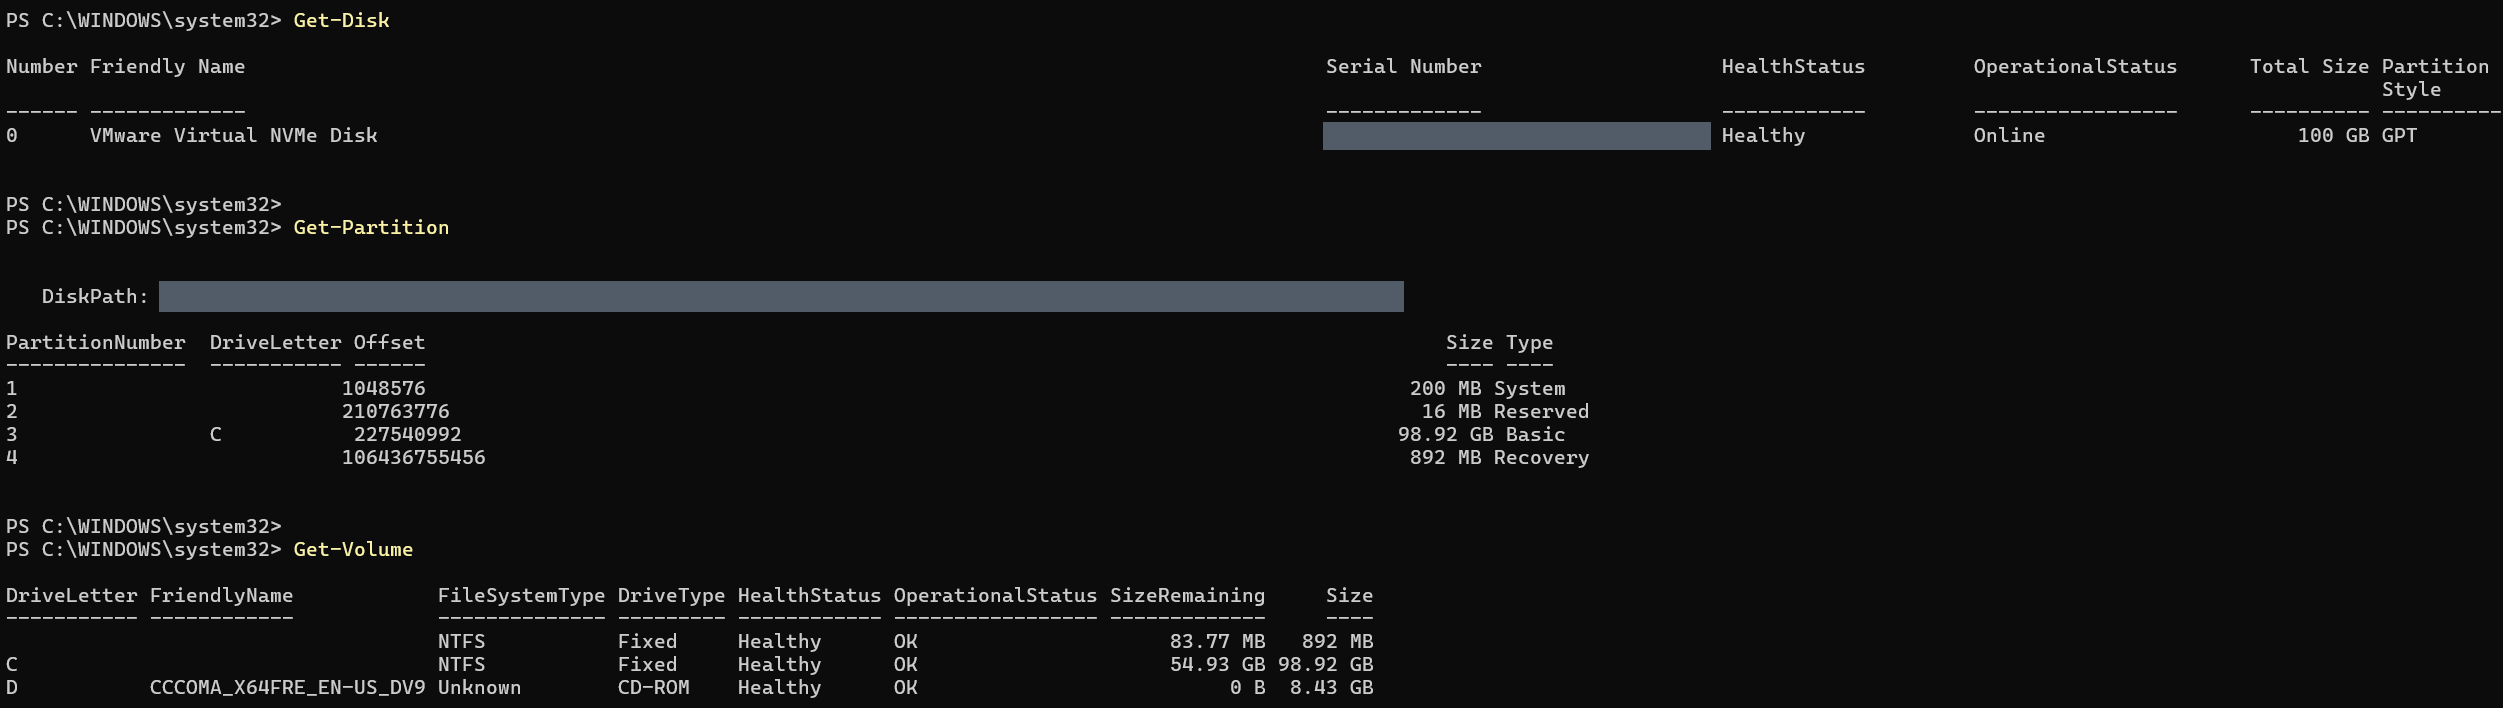 PS C:\WINDOWS\system32> Get-Disk
Number Friendly Name Serial Number HealthStatus OperationalStatus Total Size Partition
Style
------ ------------- ------------- ------------ ----------------- ---------- ----------
0 VMware Virtual NVMe Disk Healthy Online 100 GB GPT
PS C:\WINDOWS\system32>
PS C:\WINDOWS\system32> Get-Partition
DiskPath:
PartitionNumber DriveLetter Offset Size Type
--------------- ----------- ------ ---- ----
1 1048576 200 MB System
2 210763776 16 MB Reserved
3 C 227540992 98.92 GB Basic
4 106436755456 892 MB Recovery
PS C:\WINDOWS\system32>
PS C:\WINDOWS\system32> Get-Volume
DriveLetter FriendlyName FileSystemType DriveType HealthStatus OperationalStatus SizeRemaining Size
----------- ------------ -------------- --------- ------------ ----------------- ------------- ----
NTFS Fixed Healthy OK 83.77 MB 892 MB
C NTFS Fixed Healthy OK 54.93 GB 98.92 GB
D CCCOMA_X64FRE_EN-US_DV9 Unknown CD-ROM Healthy OK 0 B 8.43 GB